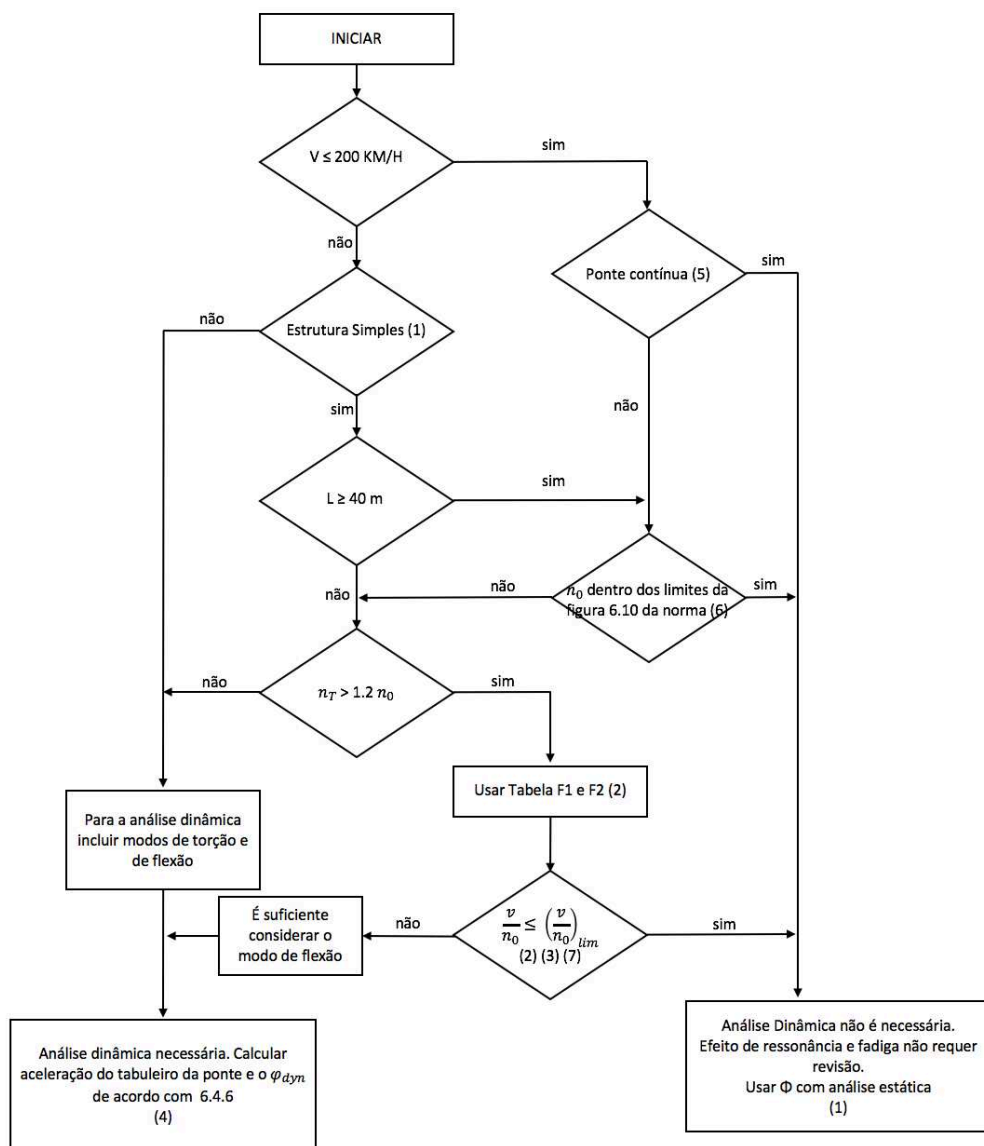 INICIAR
V ≤ 200 KM/H
sim
não
Ponte contínua (5)
sim
não
Estrutura Simples (1)
não
sim
L ≥ 40 m
sim
não
n₀ dentro dos limites da
figura 6.10 da norma (6)
não
sim
n_T > 1.2 n₀
não
sim
Usar Tabela F1 e F2 (2)
Para a análise dinâmica
incluir modos de torção e
de flexão
v/n₀ ≤ (v/n₀)_lim
(2) (3) (7)
não
sim
É suficiente
considerar o
modo de flexão
Análise dinâmica necessária. Calcular
aceleração do tabuleiro da ponte e o φ_dyn
de acordo com 6.4.6
(4)
Análise Dinâmica não é necessária.
Efeito de ressonância e fadiga não requer
revisão.
Usar Φ com análise estática
(1)